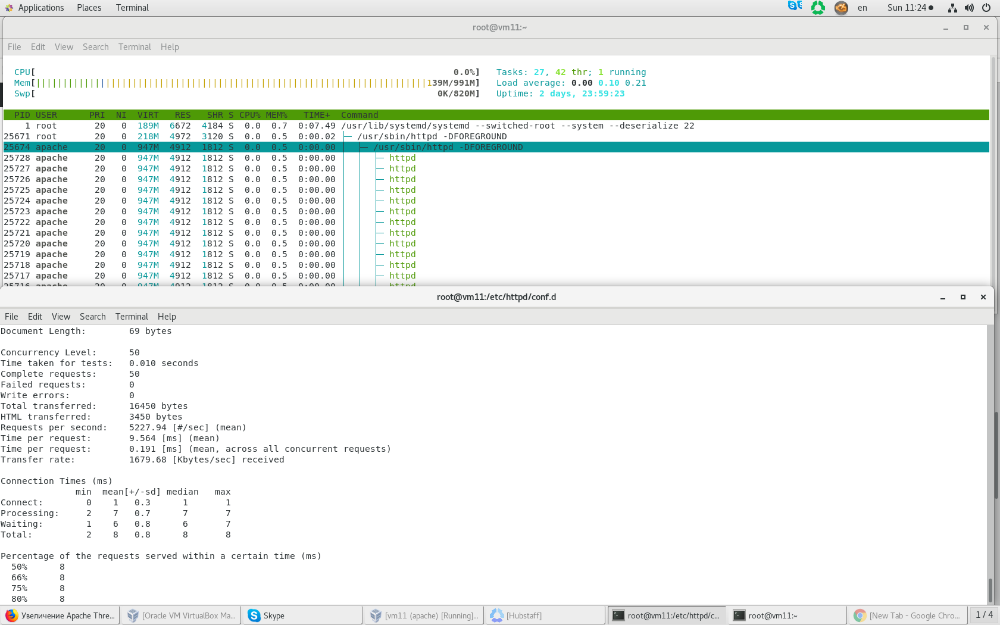 Applications Places Terminal en Sun 11:24
root@vm11:~
File Edit View Search Terminal Help
CPU[ 0.0%] Tasks: 27, 42 thr; 1 running
Mem[||||||||||||||||||||||||||||||||||||||||||||||||||||||||||||||||||||||||||139M/991M] Load average: 0.00 0.10 0.21
Swp[ 0K/820M] Uptime: 2 days, 23:59:23
PID USER PRI NI VIRT RES SHR S CPU% MEM% TIME+ Command
1 root 20 0 189M 6672 4184 S 0.0 0.7 0:07.49 /usr/lib/systemd/systemd --switched-root --system --deserialize 22
25671 root 20 0 218M 4972 3120 S 0.0 0.5 0:00.02 ├─ /usr/sbin/httpd -DFOREGROUND
25674 apache 20 0 947M 4912 1812 S 0.0 0.5 0:00.00 │ ├─ /usr/sbin/httpd -DFOREGROUND
25728 apache 20 0 947M 4912 1812 S 0.0 0.5 0:00.00 │ │ ├─ httpd
25727 apache 20 0 947M 4912 1812 S 0.0 0.5 0:00.00 │ │ ├─ httpd
25726 apache 20 0 947M 4912 1812 S 0.0 0.5 0:00.00 │ │ ├─ httpd
25725 apache 20 0 947M 4912 1812 S 0.0 0.5 0:00.00 │ │ ├─ httpd
25724 apache 20 0 947M 4912 1812 S 0.0 0.5 0:00.00 │ │ ├─ httpd
25723 apache 20 0 947M 4912 1812 S 0.0 0.5 0:00.00 │ │ ├─ httpd
25722 apache 20 0 947M 4912 1812 S 0.0 0.5 0:00.00 │ │ ├─ httpd
25721 apache 20 0 947M 4912 1812 S 0.0 0.5 0:00.00 │ │ ├─ httpd
25720 apache 20 0 947M 4912 1812 S 0.0 0.5 0:00.00 │ │ ├─ httpd
25719 apache 20 0 947M 4912 1812 S 0.0 0.5 0:00.00 │ │ ├─ httpd
25718 apache 20 0 947M 4912 1812 S 0.0 0.5 0:00.00 │ │ ├─ httpd
25717 apache 20 0 947M 4912 1812 S 0.0 0.5 0:00.00 │ │ ├─ httpd
25716 apache 20 0 947M 4912 1812 S 0.0 0.5 0:00.00 │ │ ├─ httpd
root@vm11:/etc/httpd/conf.d
File Edit View Search Terminal Help
Document Length: 69 bytes
Concurrency Level: 50
Time taken for tests: 0.010 seconds
Complete requests: 50
Failed requests: 0
Write errors: 0
Total transferred: 16450 bytes
HTML transferred: 3450 bytes
Requests per second: 5227.94 [#/sec] (mean)
Time per request: 9.564 [ms] (mean)
Time per request: 0.191 [ms] (mean, across all concurrent requests)
Transfer rate: 1679.68 [Kbytes/sec] received
Connection Times (ms)
min mean[+/-sd] median max
Connect: 0 1 0.3 1 1
Processing: 2 7 0.7 7 7
Waiting: 1 6 0.8 6 7
Total: 2 8 0.8 8 8
Percentage of the requests served within a certain time (ms)
50% 8
66% 8
75% 8
80% 8
Увеличение Apache Thre... [Oracle VM VirtualBox Ma... Skype [vm11 (apache) [Running]... [Hubstaff] root@vm11:/etc/httpd/c... root@vm11:~ [New Tab - Google Chro... 1 / 4